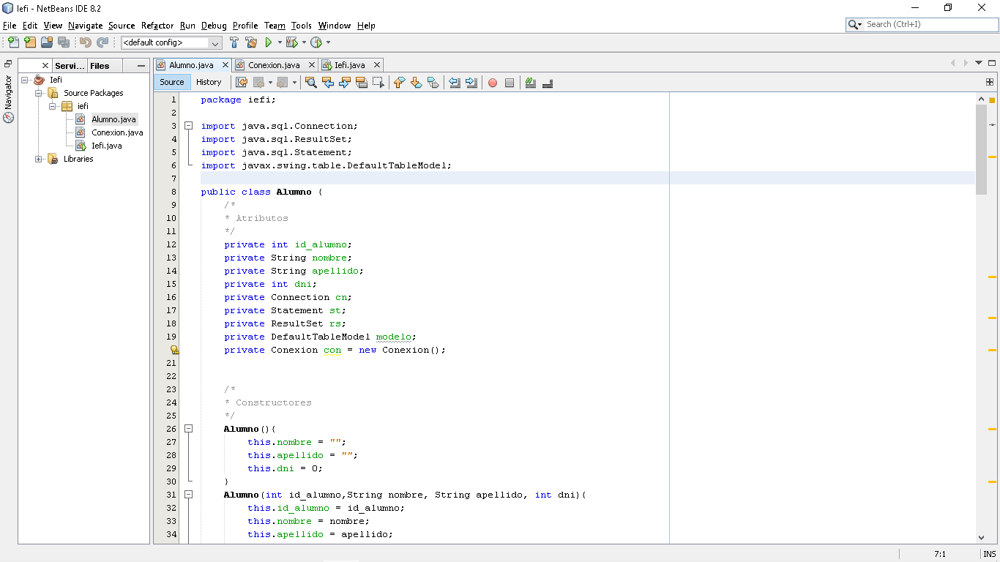 Iefi - NetBeans IDE 8.2
File Edit View Navigate Source Refactor Run Debug Profile Team Tools Window Help
Search (Ctrl+I)
<default config>
Servi... Files
Alumno.java Conexion.java Iefi.java
Source History
Navigator
Iefi
Source Packages
iefi
Alumno.java
Conexion.java
Iefi.java
Libraries
1 package iefi;
2
3 import java.sql.Connection;
4 import java.sql.ResultSet;
5 import java.sql.Statement;
6 import javax.swing.table.DefaultTableModel;
7
8 public class Alumno {
9 /*
10 * Atributos
11 */
12 private int id_alumno;
13 private String nombre;
14 private String apellido;
15 private int dni;
16 private Connection cn;
17 private Statement st;
18 private ResultSet rs;
19 private DefaultTableModel modelo;
private Conexion con = new Conexion();
21
22
23 /*
24 * Constructores
25 */
26 Alumno(){
27 this.nombre = "";
28 this.apellido = "";
29 this.dni = 0;
30 }
31 Alumno(int id_alumno,String nombre, String apellido, int dni){
32 this.id_alumno = id_alumno;
33 this.nombre = nombre;
34 this.apellido = apellido;
7:1 INS